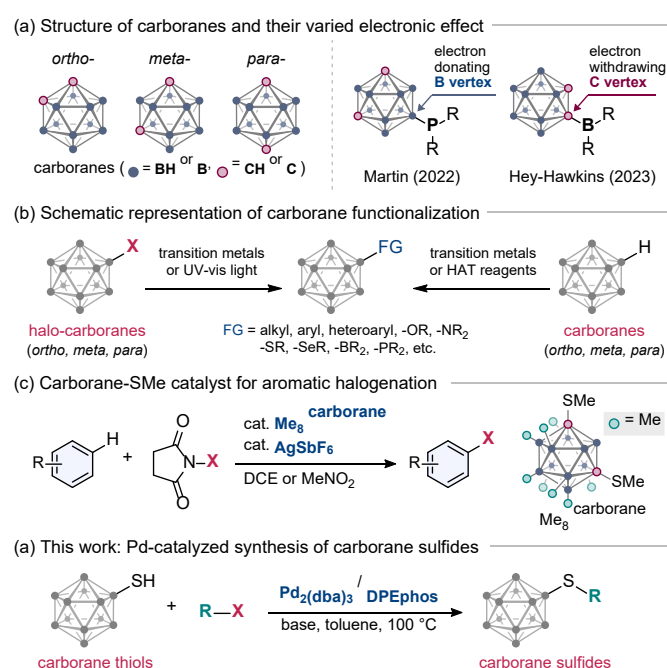 (a) Structure of carboranes and their varied electronic effect
ortho- meta- para-
carboranes ( = BH or B, = CH or C )
electron donating B vertex
P R R
Martin (2022)
electron withdrawing C vertex
B R R
Hey-Hawkins (2023)
(b) Schematic representation of carborane functionalization
X
halo-carboranes
(ortho, meta, para)
transition metals
or UV-vis light
FG
FG = alkyl, aryl, heteroaryl, -OR, -NR2
-SR, -SeR, -BR2, -PR2, etc.
transition metals
or HAT reagents
H
carboranes
(ortho, meta, para)
(c) Carborane-SMe catalyst for aromatic halogenation
R H
+
O N–X O
cat. Me8 carborane
cat. AgSbF6
DCE or MeNO2
R X
SMe
= Me
SMe
Me8 carborane
(a) This work: Pd-catalyzed synthesis of carborane sulfides
SH
carborane thiols
+
R–X
Pd2(dba)3 / DPEphos
base, toluene, 100 °C
S R
carborane sulfides